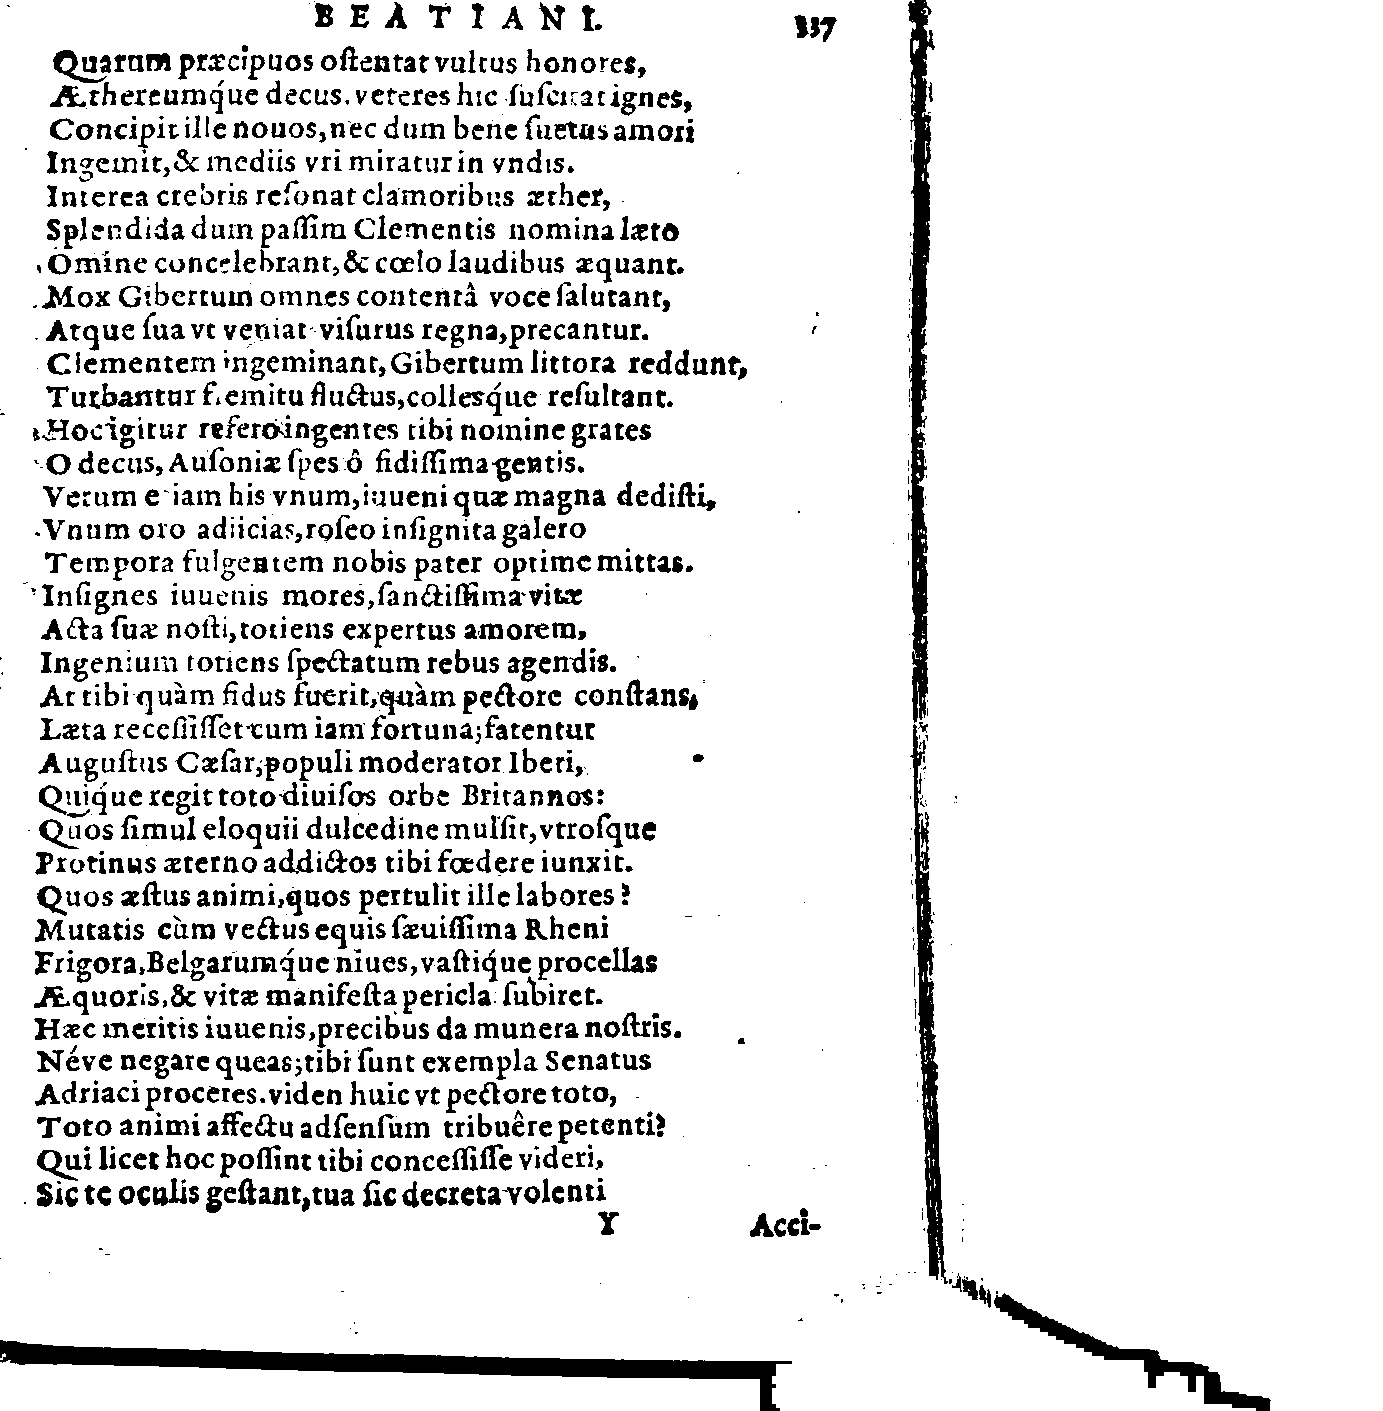 BEATIANI. 337
Quarum præcipuos oſtentat vultus honores,
Æthereumq́ue decus. veteres hic ſuſcitat ignes,
Concipit ille nouos, nec dum bene ſuetus amori
Ingemit, & mediis vri miratur in vndis.
Interea crebris reſonat clamoribus æther,
Splendida dum paſſim Clementis nomina læto
Omine concelebrant, & cœlo laudibus æquant.
Mox Gibertum omnes contentâ voce ſalutant,
Atque ſua vt veniat viſurus regna, precantur.
Clementem ingeminant, Gibertum littora reddunt,
Turbantur fremitu fluctus, collesq́ue reſultant.
Hoc igitur refero ingentes tibi nomine grates
O decus, Auſoniæ ſpes ô fidiſſima gentis.
Verum etiam his vnum, iuueni quæ magna dediſti,
Vnum oro adiicias, roſeo inſignita galero
Tempora fulgentem nobis pater optime mittas.
Inſignes iuuenis mores, ſanctiſſima vitæ
Acta ſuæ noſti, totiens expertus amorem,
Ingenium totiens ſpectatum rebus agendis.
At tibi quàm fidus fuerit, quàm pectore conſtans,
Læta receſſiſſet cum iam fortuna; fatentur
Auguſtus Cæſar, populi moderator Iberi,
Quiq́ue regit toto diuiſos orbe Britannos:
Quos ſimul eloquii dulcedine mulſit, vtroſque
Protinus æterno addictos tibi fœdere iunxit.
Quos æſtus animi, quos pertulit ille labores?
Mutatis cùm vectus equis ſæuiſſima Rheni
Frigora, Belgarumq́ue niues, vaſtiq́ue procellas
Æquoris, & vitæ manifeſta pericla ſubiret.
Hæc meritis iuuenis, precibus da munera noſtris.
Néve negare queas; tibi ſunt exempla Senatus
Adriaci proceres. viden huic vt pectore toto,
Toto animi affectu adſenſum tribuêre petenti?
Qui licet hoc poſſint tibi conceſſiſſe videri,
Sic te oculis geſtant, tua ſic decreta volenti
Y Acci-